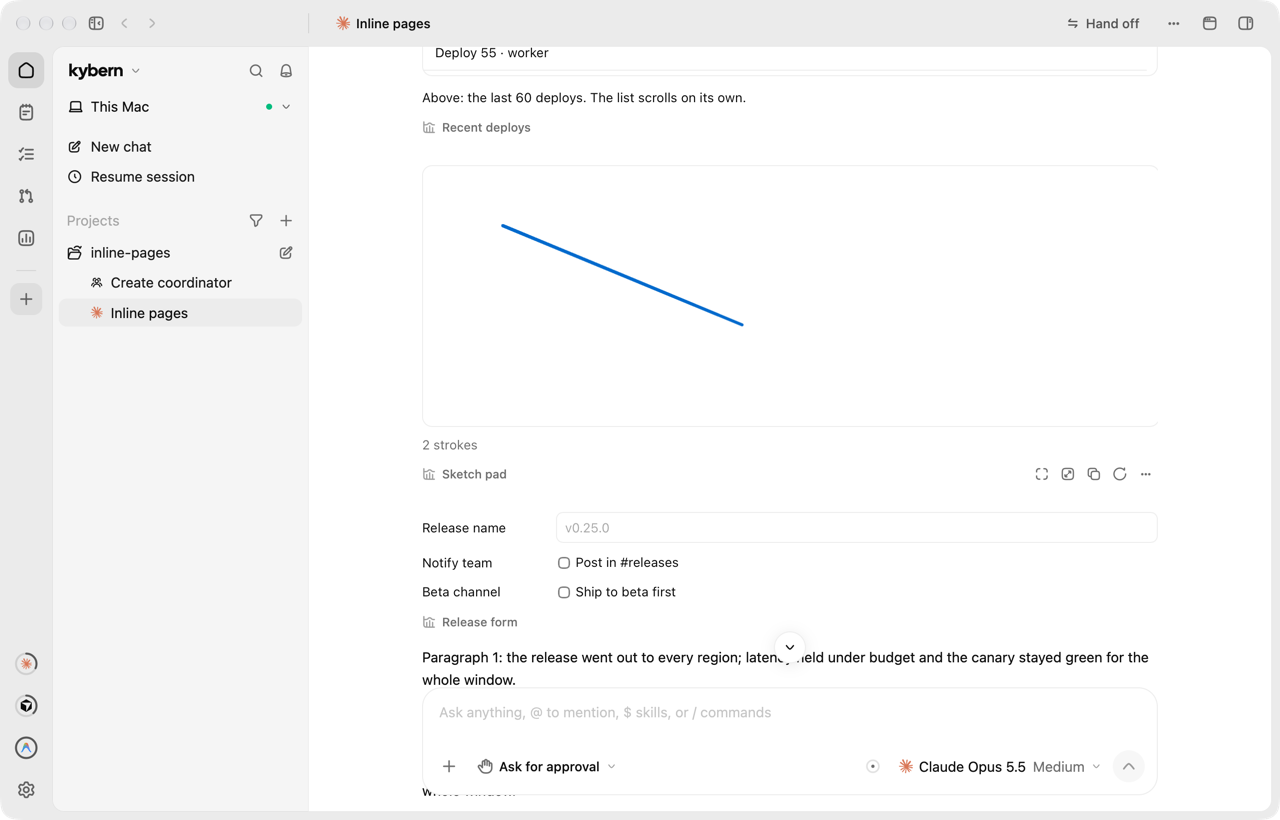 Inline pages
Hand off
kybern
This Mac
New chat
Resume session
Projects
inline-pages
Create coordinator
Inline pages
Deploy 55 · worker
Above: the last 60 deploys. The list scrolls on its own.
Recent deploys
2 strokes
Sketch pad
Release name
v0.25.0
Notify team
Post in #releases
Beta channel
Ship to beta first
Release form
Paragraph 1: the release went out to every region; latency held under budget and the canary stayed green for the
whole window.
Ask anything, @ to mention, $ skills, or / commands
Ask for approval
Claude Opus 5.5 Medium
whole window.